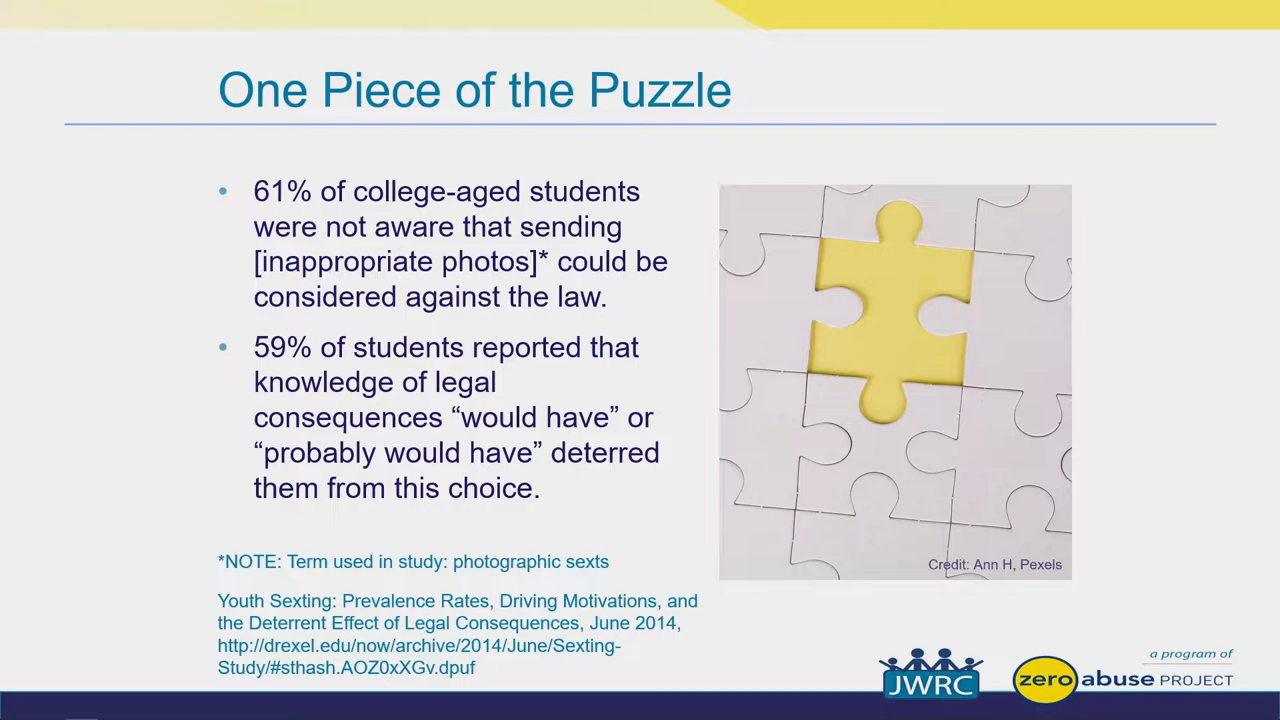 One Piece of the Puzzle
• 61% of college-aged students
were not aware that sending
[inappropriate photos]* could be
considered against the law.
• 59% of students reported that
knowledge of legal
consequences “would have” or
“probably would have” deterred
them from this choice.
*NOTE: Term used in study: photographic sexts
Youth Sexting: Prevalence Rates, Driving Motivations, and
the Deterrent Effect of Legal Consequences, June 2014,
http://drexel.edu/now/archive/2014/June/Sexting-
Study/#sthash.AOZ0xXGv.dpuf
Credit: Ann H, Pexels
JWRC
a program of
zero abuse PROJECT